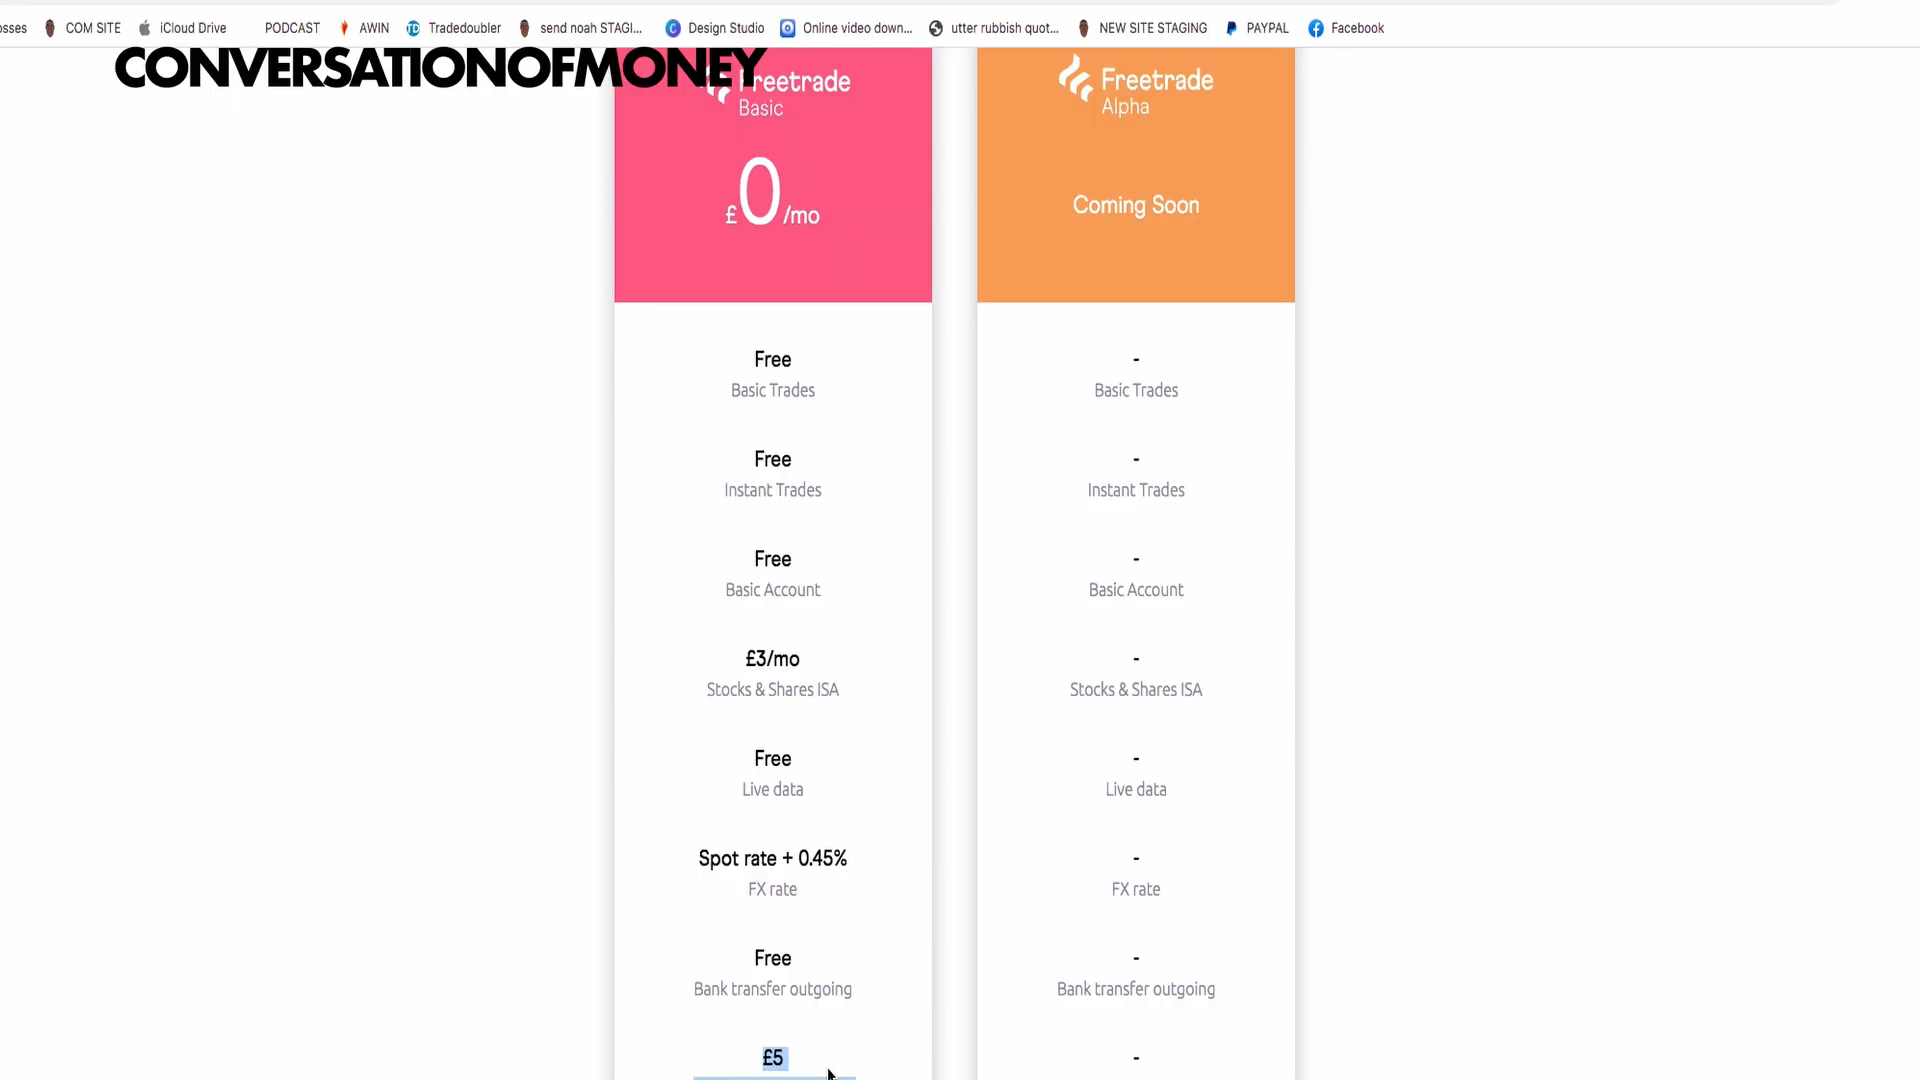 osses COM SITE iCloud Drive PODCAST AWIN Tradedoubler send noah STAGI... Design Studio Online video down... utter rubbish quot... NEW SITE STAGING PAYPAL Facebook
CONVERSATIONOFMONEY
Freetrade
Basic
£0/mo
Free
Basic Trades
Free
Instant Trades
Free
Basic Account
£3/mo
Stocks & Shares ISA
Free
Live data
Spot rate + 0.45%
FX rate
Free
Bank transfer outgoing
£5
Freetrade
Alpha
Coming Soon
-
Basic Trades
-
Instant Trades
-
Basic Account
-
Stocks & Shares ISA
-
Live data
-
FX rate
-
Bank transfer outgoing
-